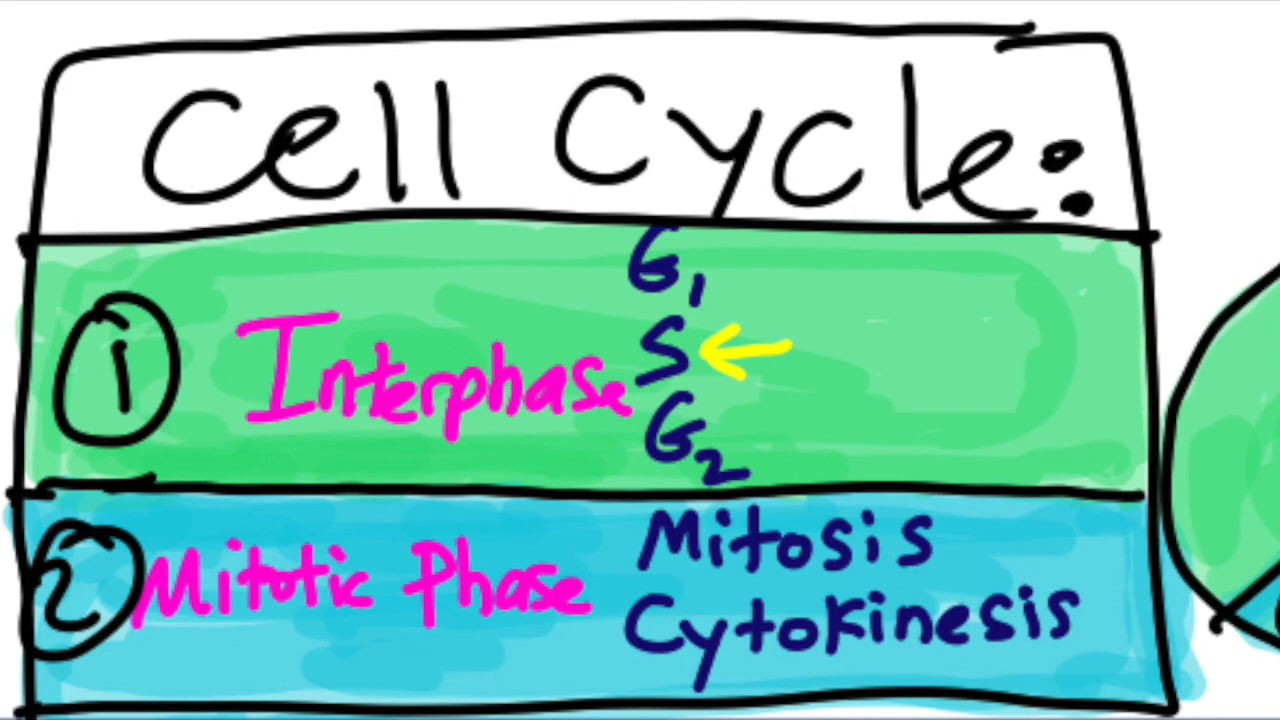 Cell Cycle:
1 Interphase
G1
S
G2
2 Mitotic Phase
Mitosis
Cytokinesis